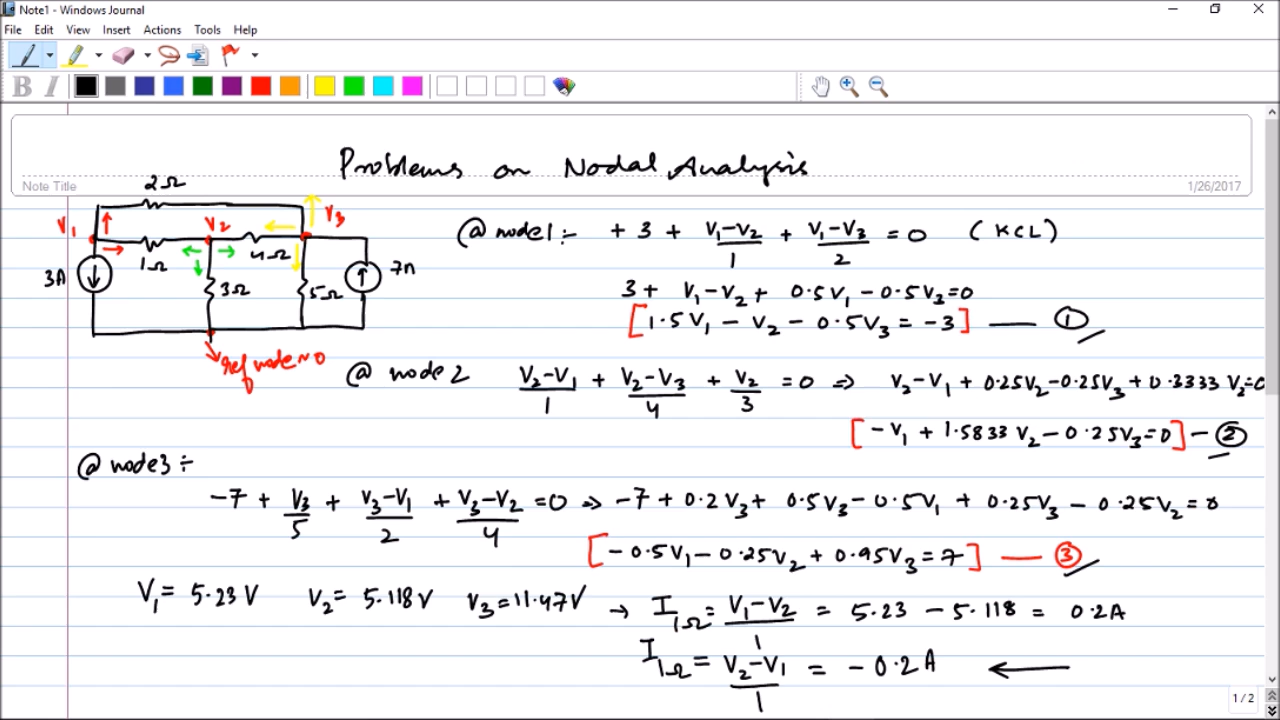 Note1 - Windows Journal
File Edit View Insert Actions Tools Help
B I
Problems on Nodal Analysis
Note Title
1/26/2017
2Ω
V1 V2 V3
1Ω 4Ω
3A 3Ω 5Ω 7A
ref node ≈ 0
@ node1 :- + 3 + (V1-V2)/1 + (V1-V3)/2 = 0 (KCL)
3 + V1 - V2 + 0.5V1 - 0.5V3 = 0
[1.5V1 - V2 - 0.5V3 = -3] — ①
@ node2 (V2-V1)/1 + (V2-V3)/4 + V2/3 = 0 ⇒ V2-V1 + 0.25V2 - 0.25V3 + 0.3333 V2 = 0
[-V1 + 1.5833 V2 - 0.25V3 = 0] — ②
@ node3 :-
-7 + V3/5 + (V3-V1)/2 + (V3-V2)/4 = 0 ⇒ -7 + 0.2V3 + 0.5V3 - 0.5V1 + 0.25V3 - 0.25V2 = 0
[-0.5V1 - 0.25V2 + 0.95V3 = 7] — ③
V1 = 5.23 V V2 = 5.118 V V3 = 11.47V → I1Ω = (V1-V2)/1 = 5.23 - 5.118 = 0.2A
I1Ω = (V2-V1)/1 = -0.2A ←
1 / 2